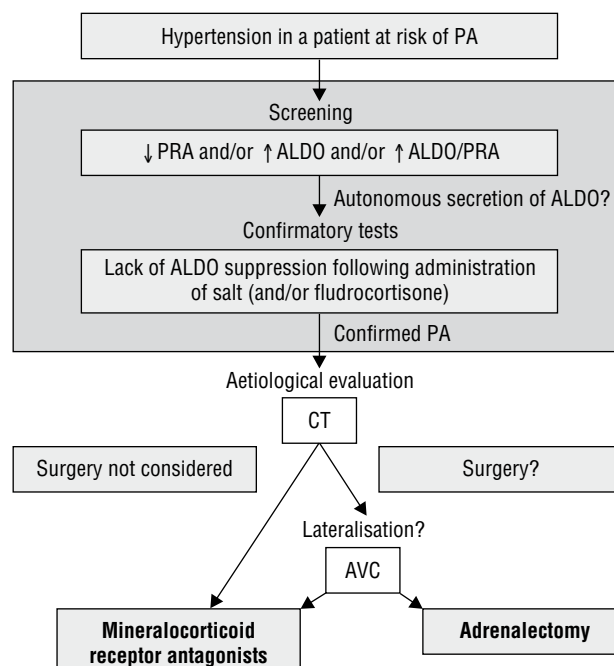 Hypertension in a patient at risk of PA
Screening
↓ PRA and/or ↑ ALDO and/or ↑ ALDO/PRA
Autonomous secretion of ALDO?
Confirmatory tests
Lack of ALDO suppression following administration
of salt (and/or fludrocortisone)
Confirmed PA
Aetiological evaluation
CT
Surgery not considered
Surgery?
Lateralisation?
AVC
Mineralocorticoid
receptor antagonists
Adrenalectomy